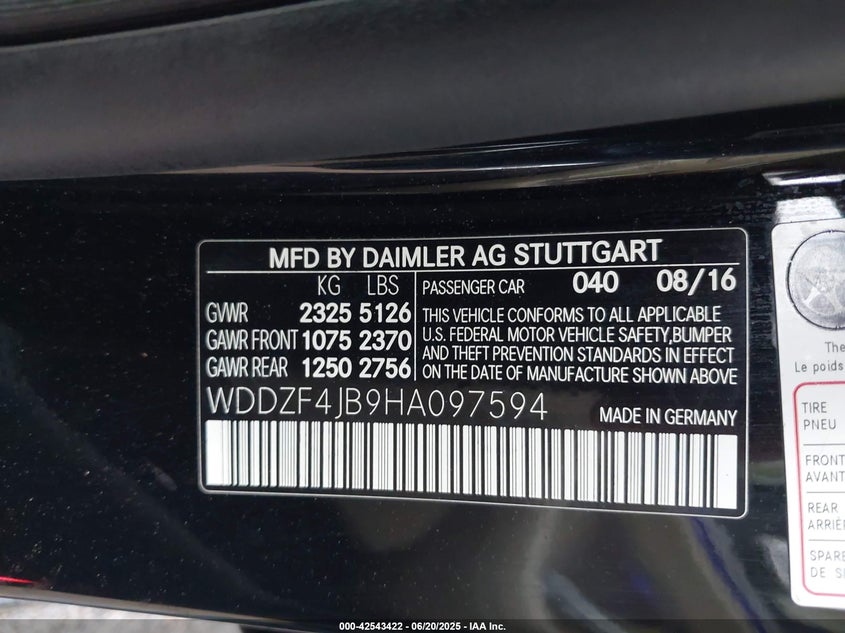 MFD BY DAIMLER AG STUTTGART
KG LBS
GVWR 2325 5126
GAWR FRONT 1075 2370
GAWR REAR 1250 2756
PASSENGER CAR 040 08/16
THIS VEHICLE CONFORMS TO ALL APPLICABLE
U.S. FEDERAL MOTOR VEHICLE SAFETY,BUMPER
AND THEFT PREVENTION STANDARDS IN EFFECT
ON THE DATE OF MANUFACTURE SHOWN ABOVE
WDDZF4JB9HA097594
MADE IN GERMANY
The
Le poids
TIRE
PNEU
FRONT
AVANT
REAR
ARRIÈR
SPARE
DE S
000-42543422 | 06/20/2025 - IAA Inc.